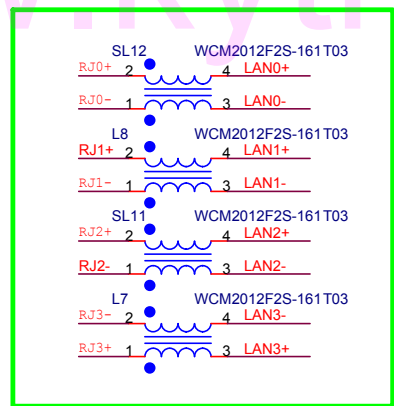 SL12 WCM2012F2S-161T03
RJ0+ 2 4 LAN0+
RJ0- 1 3 LAN0-
L8 WCM2012F2S-161T03
RJ1+ 2 4 LAN1+
RJ1- 1 3 LAN1-
SL11 WCM2012F2S-161T03
RJ2+ 2 4 LAN2+
RJ2- 1 3 LAN2-
L7 WCM2012F2S-161T03
RJ3- 2 4 LAN3-
RJ3+ 1 3 LAN3+